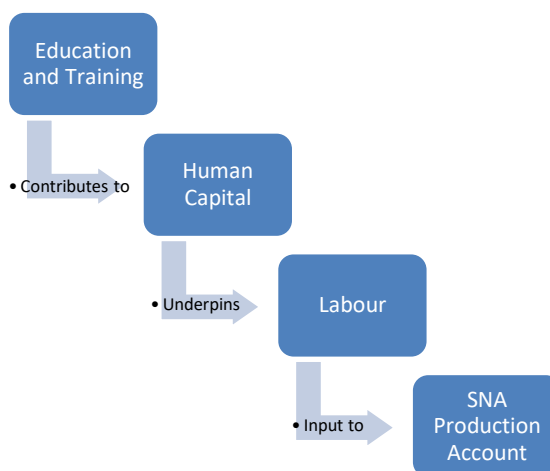 Education
and Training
• Contributes to
Human
Capital
• Underpins
Labour
• Input to
SNA
Production
Account